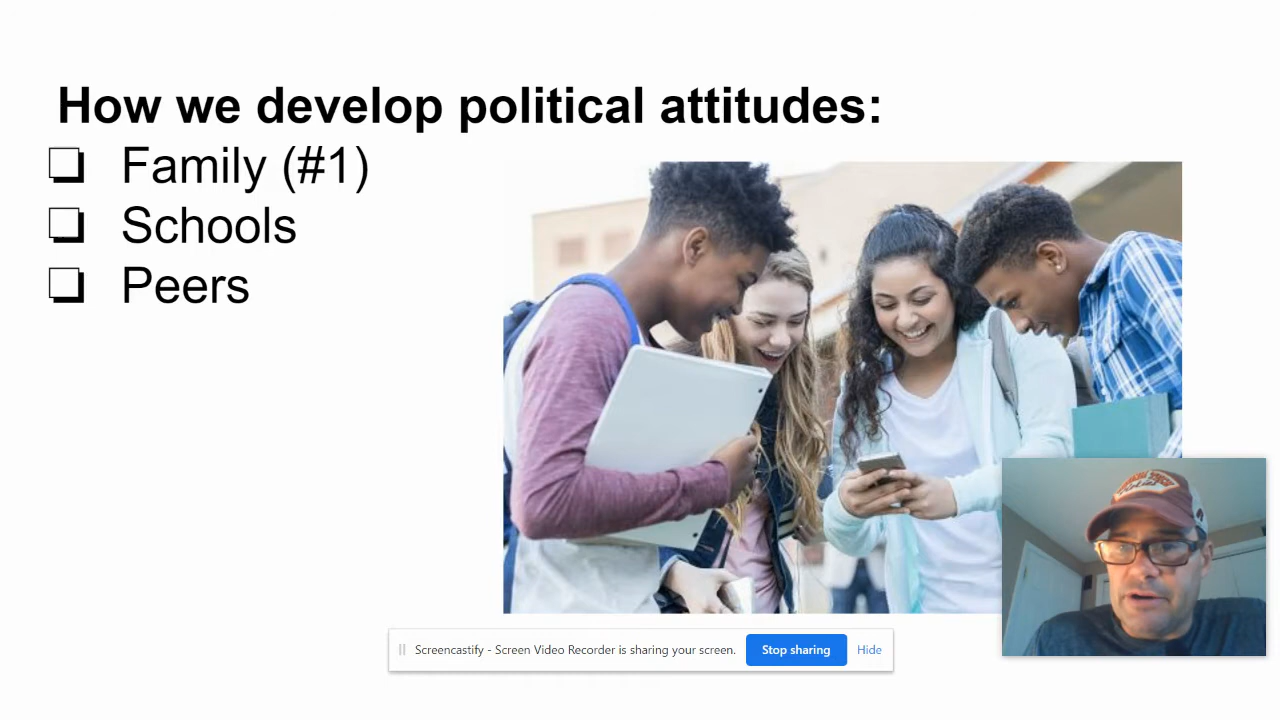 How we develop political attitudes:
❏ Family (#1)
❏ Schools
❏ Peers
Screencastify - Screen Video Recorder is sharing your screen.
Stop sharing
Hide